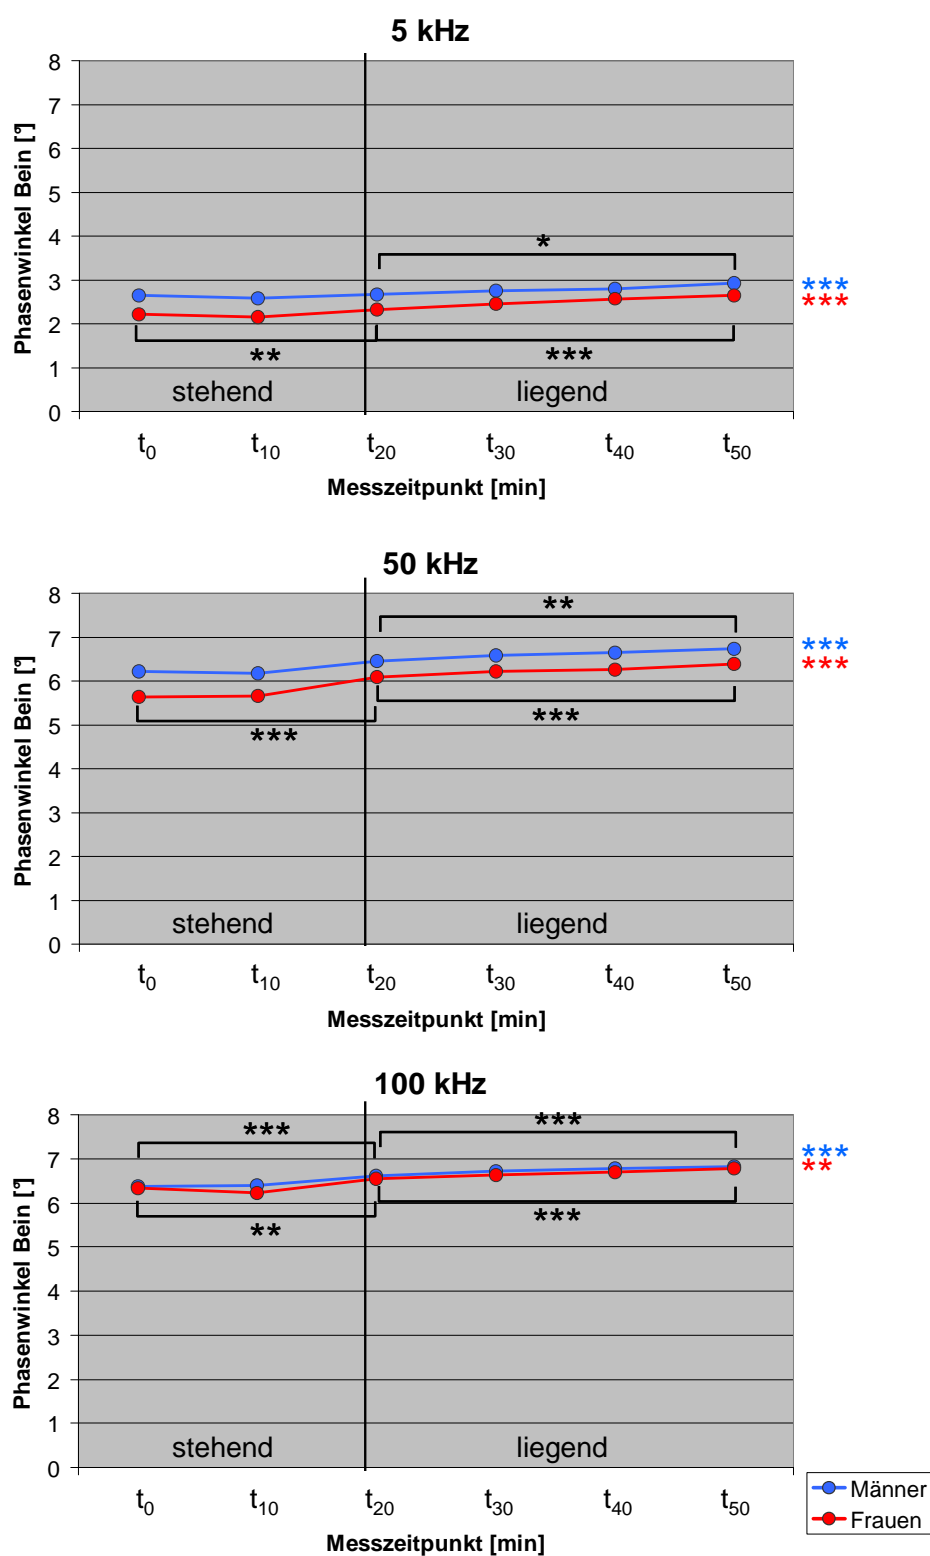 5 kHz
8
7
6
5
4
3
2
1
0
Phasenwinkel Bein [°]
*
***
***
**
***
stehend
liegend
t0
t10
t20
t30
t40
t50
Messzeitpunkt [min]
50 kHz
8
7
6
5
4
3
2
1
0
Phasenwinkel Bein [°]
**
***
***
***
***
stehend
liegend
t0
t10
t20
t30
t40
t50
Messzeitpunkt [min]
100 kHz
8
7
6
5
4
3
2
1
0
Phasenwinkel Bein [°]
***
***
***
**
**
***
stehend
liegend
t0
t10
t20
t30
t40
t50
Messzeitpunkt [min]
Männer
Frauen